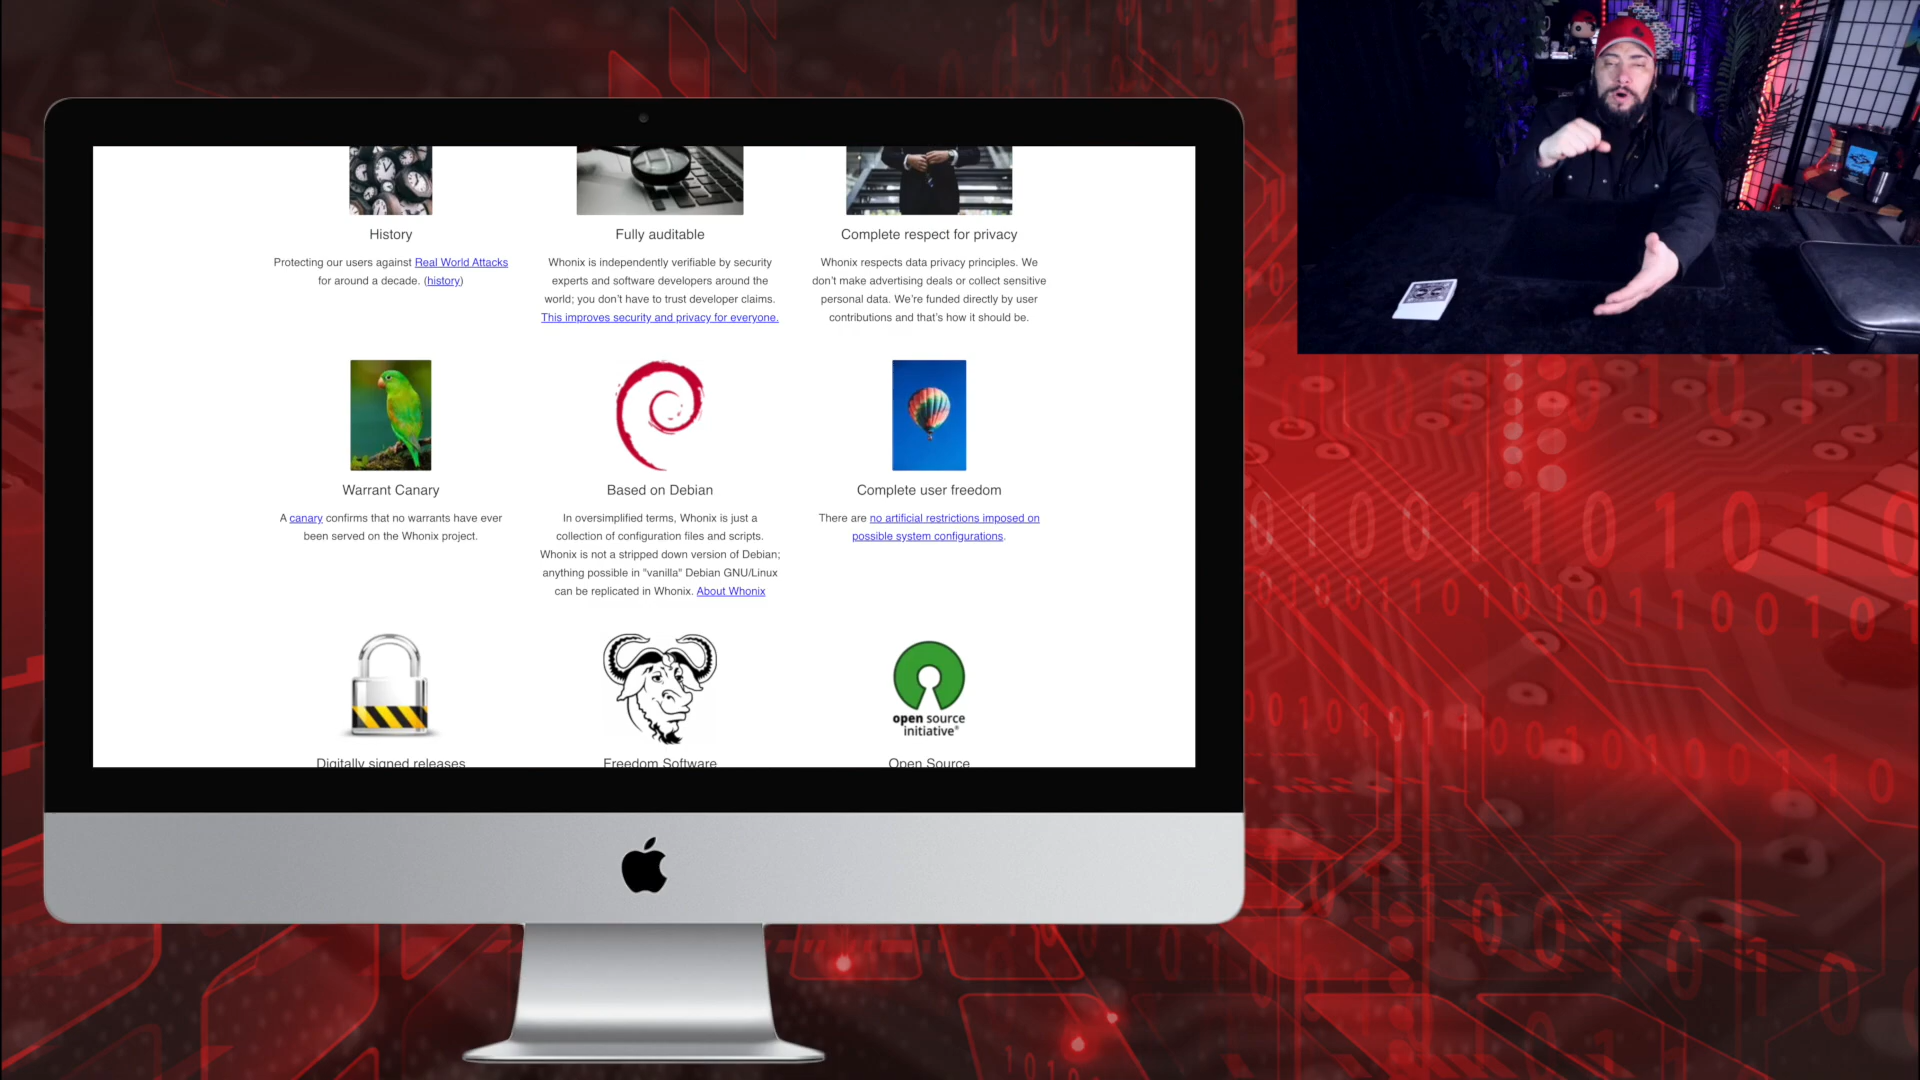 History
Protecting our users against Real World Attacks
for around a decade. (history)
Fully auditable
Whonix is independently verifiable by security
experts and software developers around the
world; you don't have to trust developer claims.
This improves security and privacy for everyone.
Complete respect for privacy
Whonix respects data privacy principles. We
don't make advertising deals or collect sensitive
personal data. We're funded directly by user
contributions and that's how it should be.
Warrant Canary
A canary confirms that no warrants have ever
been served on the Whonix project.
Based on Debian
In oversimplified terms, Whonix is just a
collection of configuration files and scripts.
Whonix is not a stripped down version of Debian;
anything possible in "vanilla" Debian GNU/Linux
can be replicated in Whonix. About Whonix
Complete user freedom
There are no artificial restrictions imposed on
possible system configurations.
Digitally signed releases
Freedom Software
open source
initiative®
Open Source